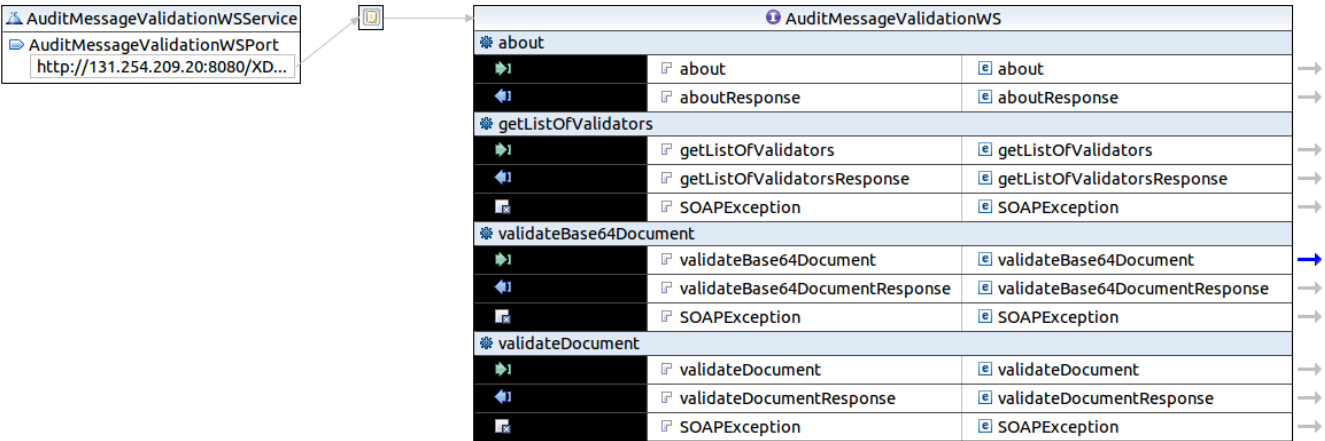 AuditMessageValidationWSService
AuditMessageValidationWSPort
http://131.254.209.20:8080/XD...
AuditMessageValidationWS
about
about about
aboutResponse aboutResponse
getListOfValidators
getListOfValidators getListOfValidators
getListOfValidatorsResponse getListOfValidatorsResponse
SOAPException SOAPException
validateBase64Document
validateBase64Document validateBase64Document
validateBase64DocumentResponse validateBase64DocumentResponse
SOAPException SOAPException
validateDocument
validateDocument validateDocument
validateDocumentResponse validateDocumentResponse
SOAPException SOAPException